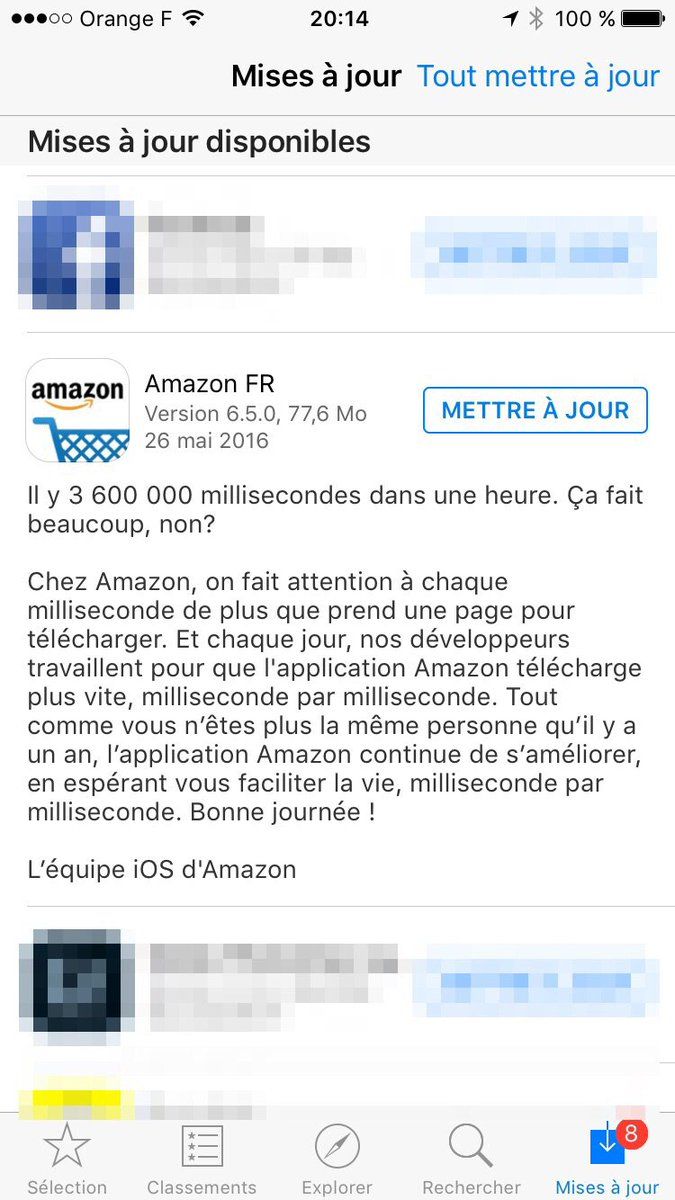 Orange F 20:14 100 %
Mises à jour Tout mettre à jour
Mises à jour disponibles
amazon
Amazon FR
Version 6.5.0, 77,6 Mo
26 mai 2016
METTRE À JOUR
Il y 3 600 000 millisecondes dans une heure. Ça fait
beaucoup, non?
Chez Amazon, on fait attention à chaque
milliseconde de plus que prend une page pour
télécharger. Et chaque jour, nos développeurs
travaillent pour que l'application Amazon télécharge
plus vite, milliseconde par milliseconde. Tout
comme vous n’êtes plus la même personne qu’il y a
un an, l’application Amazon continue de s’améliorer,
en espérant vous faciliter la vie, milliseconde par
milliseconde. Bonne journée !
L’équipe iOS d'Amazon
8
Sélection Classements Explorer Rechercher Mises à jour